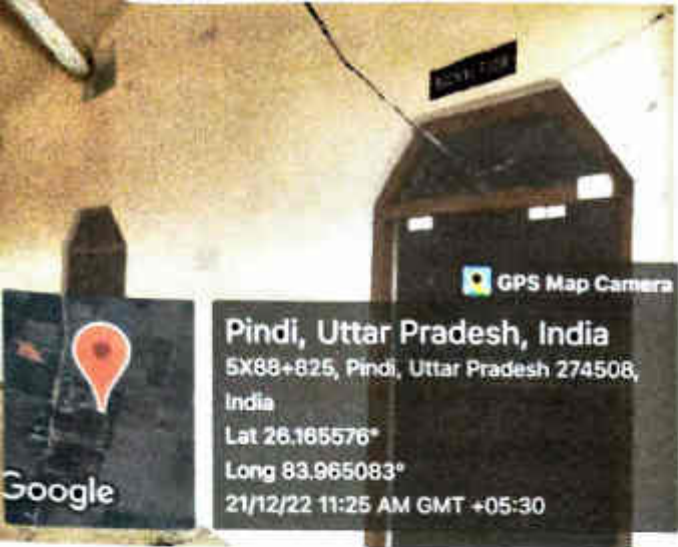 GPS Map Camera
Pindi, Uttar Pradesh, India
5X88+825, Pindi, Uttar Pradesh 274508,
India
Lat 26.165576°
Long 83.965083°
21/12/22 11:25 AM GMT +05:30
Google